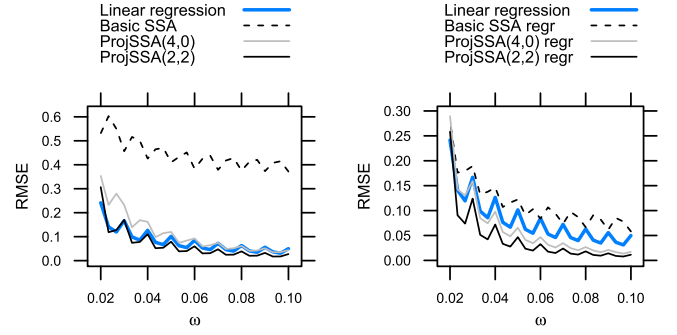 Linear regression
Basic SSA
ProjSSA(4,0)
ProjSSA(2,2)
RMSE
0.6
0.5
0.4
0.3
0.2
0.1
0.0
0.02 0.04 0.06 0.08 0.10
ω
Linear regression
Basic SSA regr
ProjSSA(4,0) regr
ProjSSA(2,2) regr
RMSE
0.30
0.25
0.20
0.15
0.10
0.05
0.00
0.02 0.04 0.06 0.08 0.10
ω